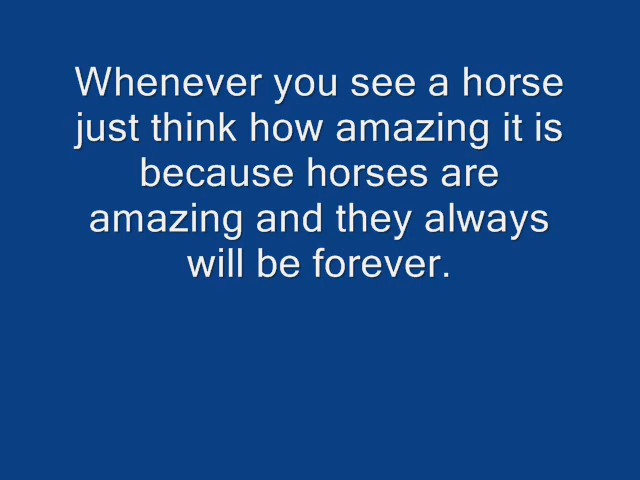 Whenever you see a horse
just think how amazing it is
because horses are
amazing and they always
will be forever.